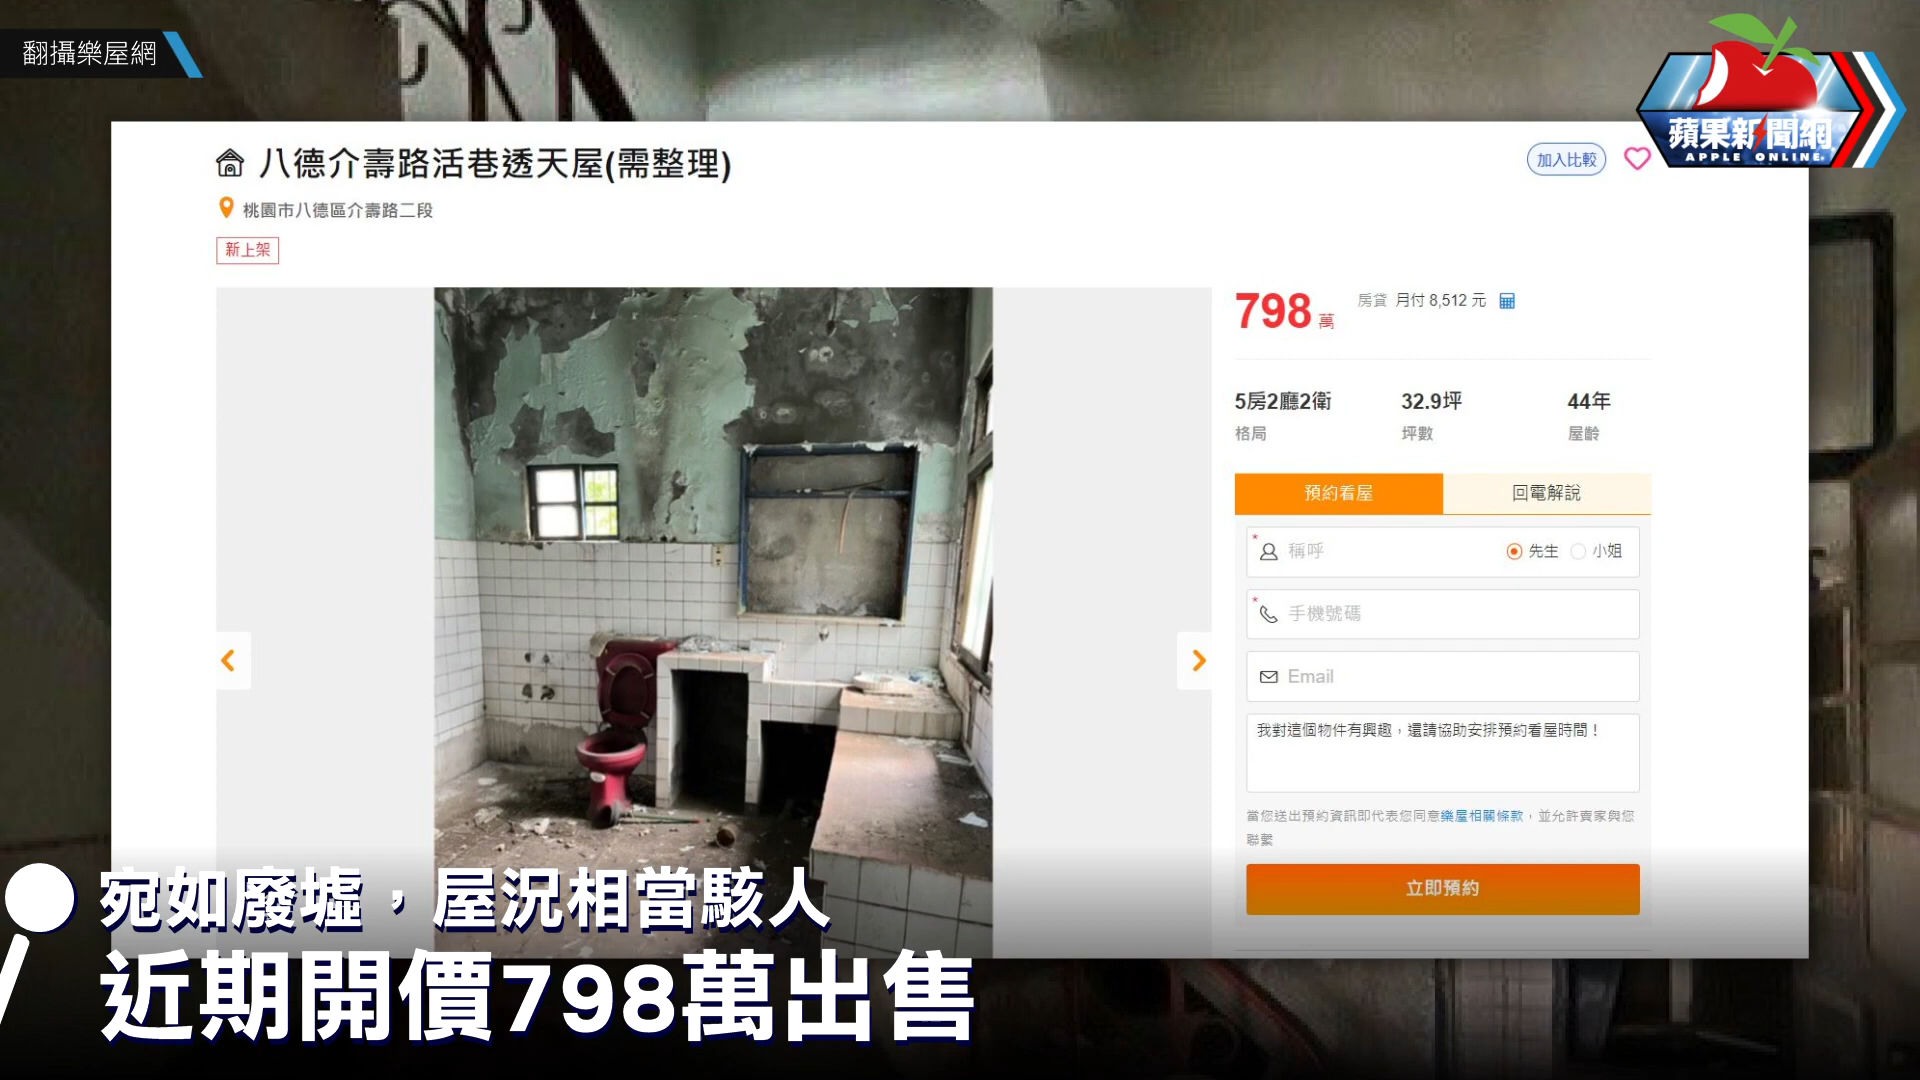 翻攝樂屋網
蘋果新聞網
APPLE ONLINE
八德介壽路活巷透天屋(需整理)
加入比較
桃園市八德區介壽路二段
新上架
798萬
房貸 月付 8,512 元
5房2廳2衛
32.9坪
44年
格局
坪數
屋齡
預約看屋
回電解說
* 稱呼
先生
小姐
* 手機號碼
Email
我對這個物件有興趣，還請協助安排預約看屋時間！
當您送出預約資訊即代表您同意樂屋相關條款，並允許賣家與您
聯繫
立即預約
宛如廢墟，屋況相當駭人
近期開價798萬出售